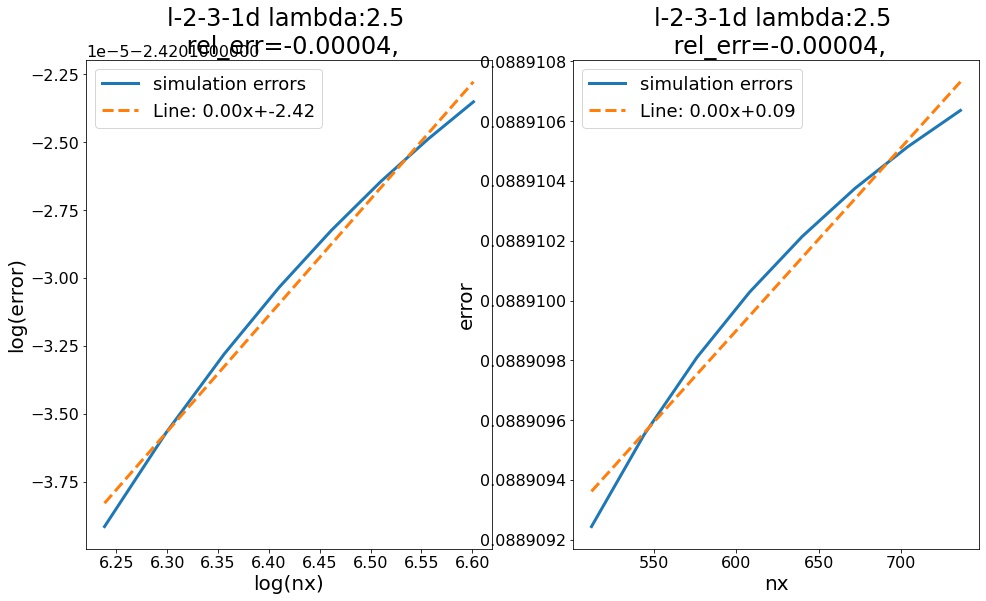 l-2-3-1d lambda:2.5
rel_err=-0.00004,
1e−5−2.4201000000
simulation errors
Line: 0.00x+-2.42
log(error)
−2.25
−2.50
−2.75
−3.00
−3.25
−3.50
−3.75
6.25 6.30 6.35 6.40 6.45 6.50 6.55 6.60
log(nx)
l-2-3-1d lambda:2.5
rel_err=-0.00004,
simulation errors
Line: 0.00x+0.09
error
0.0889108
0.0889106
0.0889104
0.0889102
0.0889100
0.0889098
0.0889096
0.0889094
0.0889092
550 600 650 700
nx